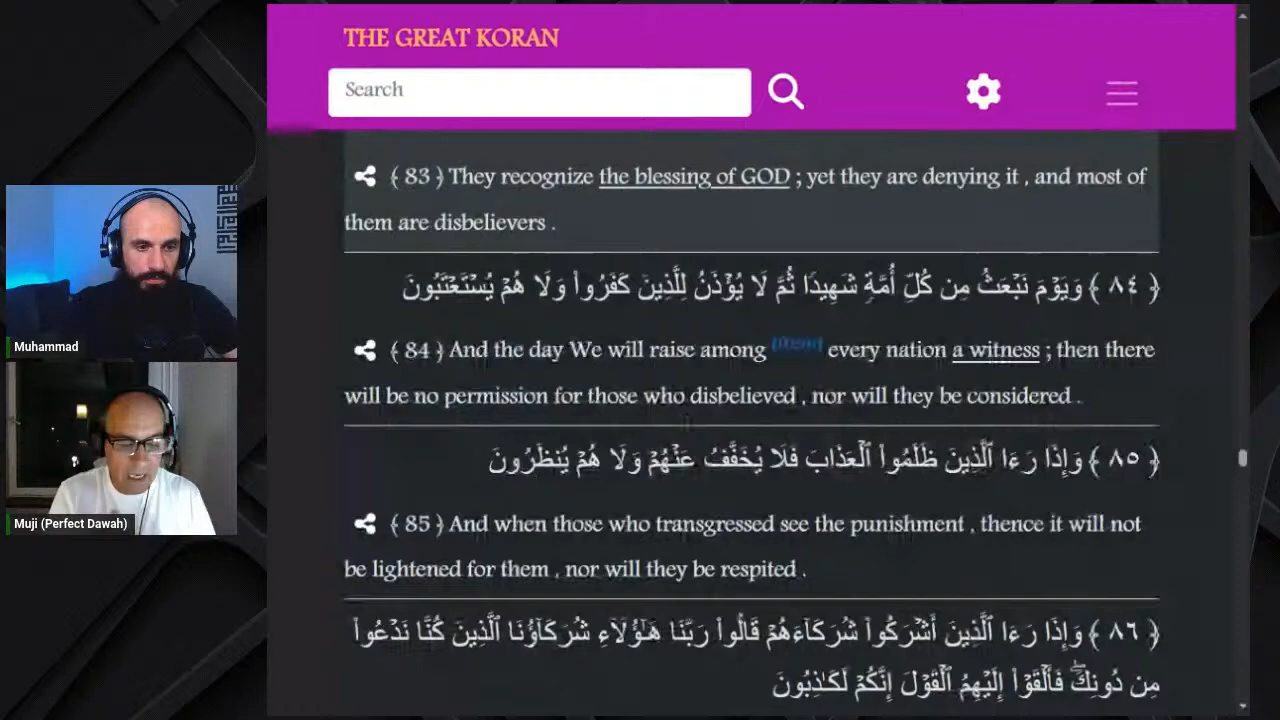 THE GREAT KORAN
Search
﴿ 83 ﴾ They recognize the blessing of GOD ; yet they are denying it , and most of
them are disbelievers .
﴿ ٨٤ ﴾ وَيَوْمَ نَبْعَثُ مِن كُلِّ أُمَّةٍ شَهِيدًا ثُمَّ لَا يُؤْذَنُ لِلَّذِينَ كَفَرُوا۟ وَلَا هُمْ يُسْتَعْتَبُونَ
﴿ 84 ﴾ And the day We will raise among every nation a witness ; then there
will be no permission for those who disbelieved , nor will they be considered .
﴿ ٨٥ ﴾ وَإِذَا رَءَا ٱلَّذِينَ ظَلَمُوا۟ ٱلْعَذَابَ فَلَا يُخَفَّفُ عَنْهُمْ وَلَا هُمْ يُنظَرُونَ
﴿ 85 ﴾ And when those who transgressed see the punishment , thence it will not
be lightened for them , nor will they be respited .
﴿ ٨٦ ﴾ وَإِذَا رَءَا ٱلَّذِينَ أَشْرَكُوا۟ شُرَكَآءَهُمْ قَالُوا۟ رَبَّنَا هَـٰٓؤُلَآءِ شُرَكَآؤُنَا ٱلَّذِينَ كُنَّا نَدْعُوا۟
مِن دُونِكَ ۖ فَأَلْقَوْا۟ إِلَيْهِمُ ٱلْقَوْلَ إِنَّكُمْ لَكَـٰذِبُونَ
Muhammad
Muji (Perfect Dawah)